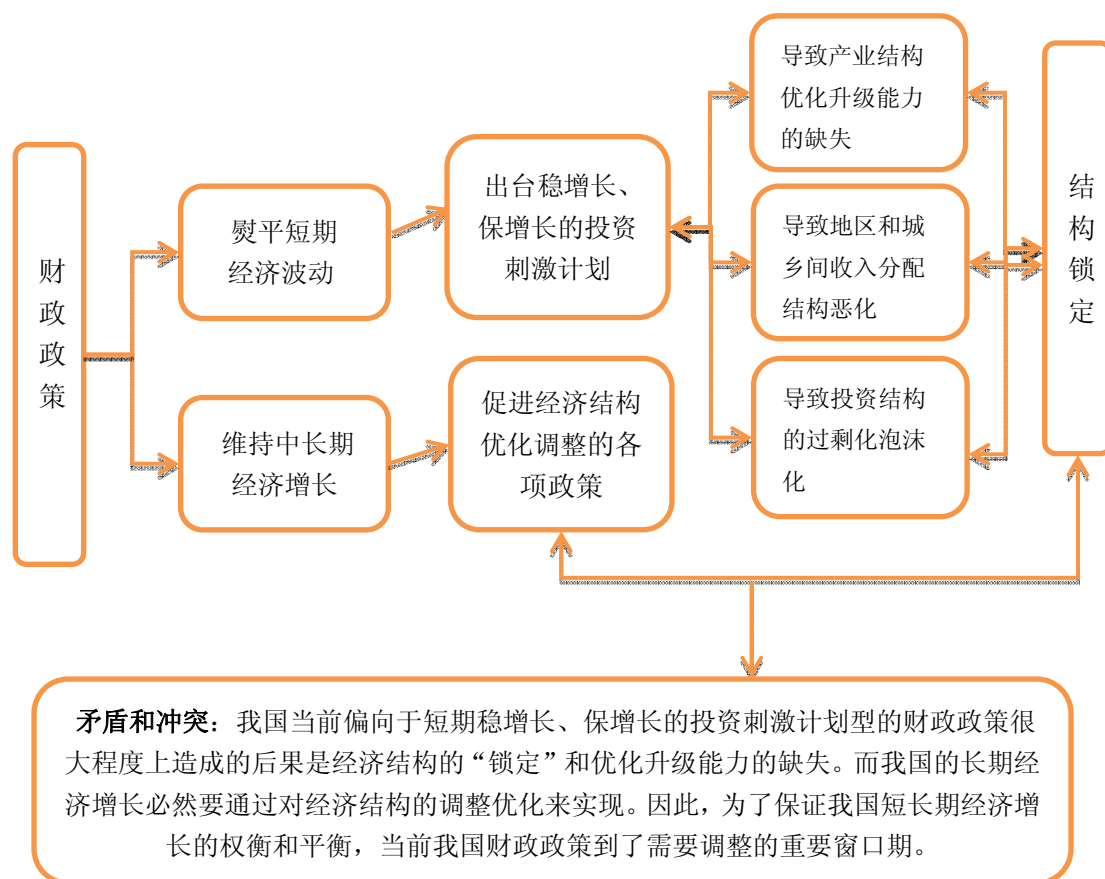 财政政策
熨平短期
经济波动
维持中长期
经济增长
出台稳增长、
保增长的投资
刺激计划
促进经济结构
优化调整的各
项政策
导致产业结构
优化升级能力
的缺失
导致地区和城
乡间收入分配
结构恶化
导致投资结构
的过剩化泡沫
化
结构锁定
矛盾和冲突：我国当前偏向于短期稳增长、保增长的投资刺激计划型的财政政策很
大程度上造成的后果是经济结构的“锁定”和优化升级能力的缺失。而我国的长期经
济增长必然要通过对经济结构的调整优化来实现。因此，为了保证我国短长期经济增
长的权衡和平衡，当前我国财政政策到了需要调整的重要窗口期。